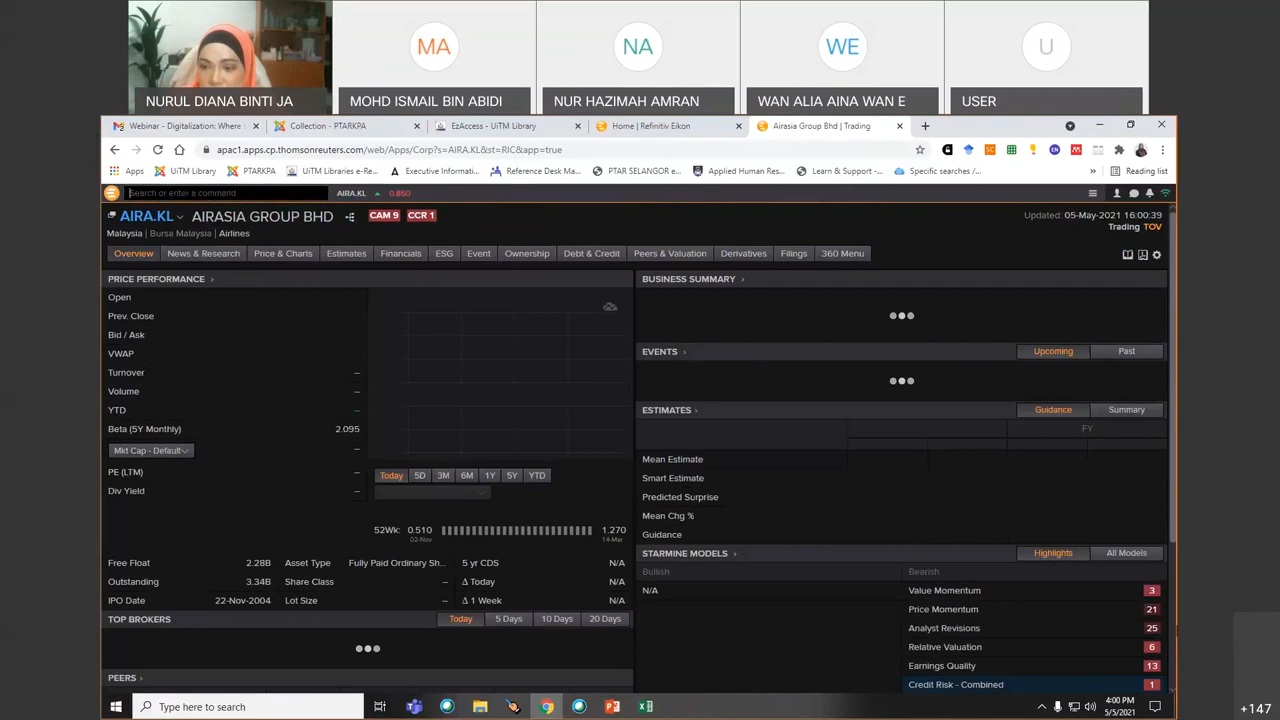 MA
NA
WE
U
NURUL DIANA BINTI JA
MOHD ISMAIL BIN ABIDI
NUR HAZIMAH AMRAN
WAN ALIA AINA WAN E
USER
Webinar - Digitalization: Where
Collection - PTARKPA
EzAccess - UiTM Library
Home | Refinitiv Eikon
Airasia Group Bhd | Trading
apac1.apps.cp.thomsonreuters.com/web/Apps/Corp?s=AIRA.KL&st=RIC&app=true
Apps
UiTM Library
PTARKPA
UiTM Libraries e-Re...
Executive Informati...
Reference Desk Ma...
PTAR SELANGOR e...
Applied Human Res...
Learn & Support -...
Specific searches /...
Reading list
Search or enter a command
AIRA.KL
0.850
AIRA.KL
AIRASIA GROUP BHD
CAM 9
CCR 1
Updated: 05-May-2021 16:00:39
Malaysia | Bursa Malaysia | Airlines
Trading TOV
Overview
News & Research
Price & Charts
Estimates
Financials
ESG
Event
Ownership
Debt & Credit
Peers & Valuation
Derivatives
Filings
360 Menu
PRICE PERFORMANCE ›
Open
Prev. Close
Bid / Ask
VWAP
Turnover --
Volume --
YTD --
Beta (5Y Monthly) 2.095
Mkt Cap - Default --
PE (LTM) --
Div Yield --
Today 5D 3M 6M 1Y 5Y YTD
52Wk: 0.510 1.270
02-Nov 14-Mar
Free Float 2.28B Asset Type Fully Paid Ordinary Sh... 5 yr CDS N/A
Outstanding 3.34B Share Class -- Δ Today N/A
IPO Date 22-Nov-2004 Lot Size -- Δ 1 Week N/A
TOP BROKERS Today 5 Days 10 Days 20 Days
PEERS ›
BUSINESS SUMMARY ›
EVENTS › Upcoming Past
ESTIMATES › Guidance Summary
FY
Mean Estimate
Smart Estimate
Predicted Surprise
Mean Chg %
Guidance
STARMINE MODELS › Highlights All Models
Bullish Bearish
N/A Value Momentum 3
Price Momentum 21
Analyst Revisions 25
Relative Valuation 6
Earnings Quality 13
Credit Risk - Combined 1
Type here to search
4:00 PM
5/5/2021
+147